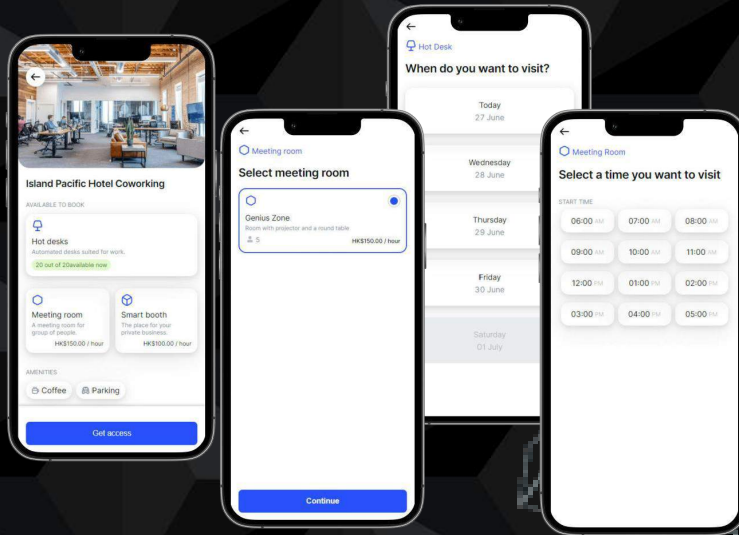 Island Pacific Hotel Coworking
AVAILABLE TO BOOK
Hot desks
Automated desks suited for work.
20 out of 20available now
Meeting room
A meeting room for
group of people.
HK$150.00 / hour
Smart booth
The place for your
private business.
HK$100.00 / hour
AMENITIES
Coffee
Parking
Get access
Meeting room
Select meeting room
Genius Zone
Room with projector and a round table
5
HK$150.00 / hour
Continue
Hot Desk
When do you want to visit?
Today
27 June
Wednesday
28 June
Thursday
29 June
Friday
30 June
Saturday
01 July
Meeting Room
Select a time you want to visit
START TIME
06:00 AM
07:00 AM
08:00 AM
09:00 AM
10:00 AM
11:00 AM
12:00 PM
01:00 PM
02:00 PM
03:00 PM
04:00 PM
05:00 PM